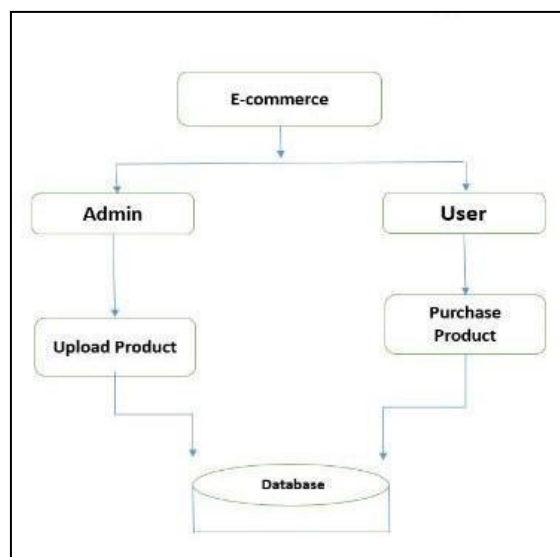 E-commerce
Admin
User
Upload Product
Purchase
Product
Database